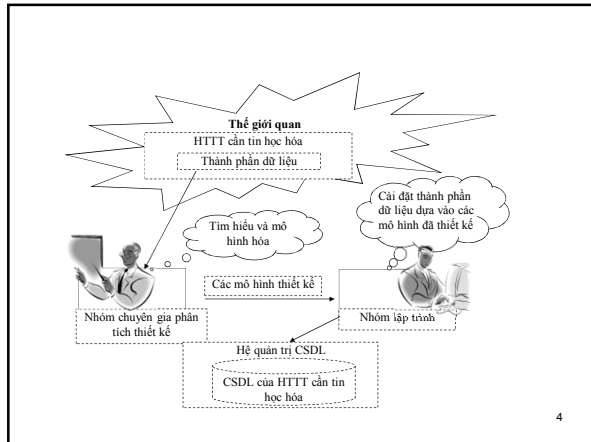 Thế giới quan
HTTT cần tin học hóa
Thành phần dữ liệu
Tìm hiểu và mô
hình hóa
Cài đặt thành phần
dữ liệu dựa vào các
mô hình đã thiết kế
Các mô hình thiết kế
Nhóm chuyên gia phân
tích thiết kế
Nhóm lập trình
Hệ quản trị CSDL
CSDL của HTTT cần tin
học hóa
4